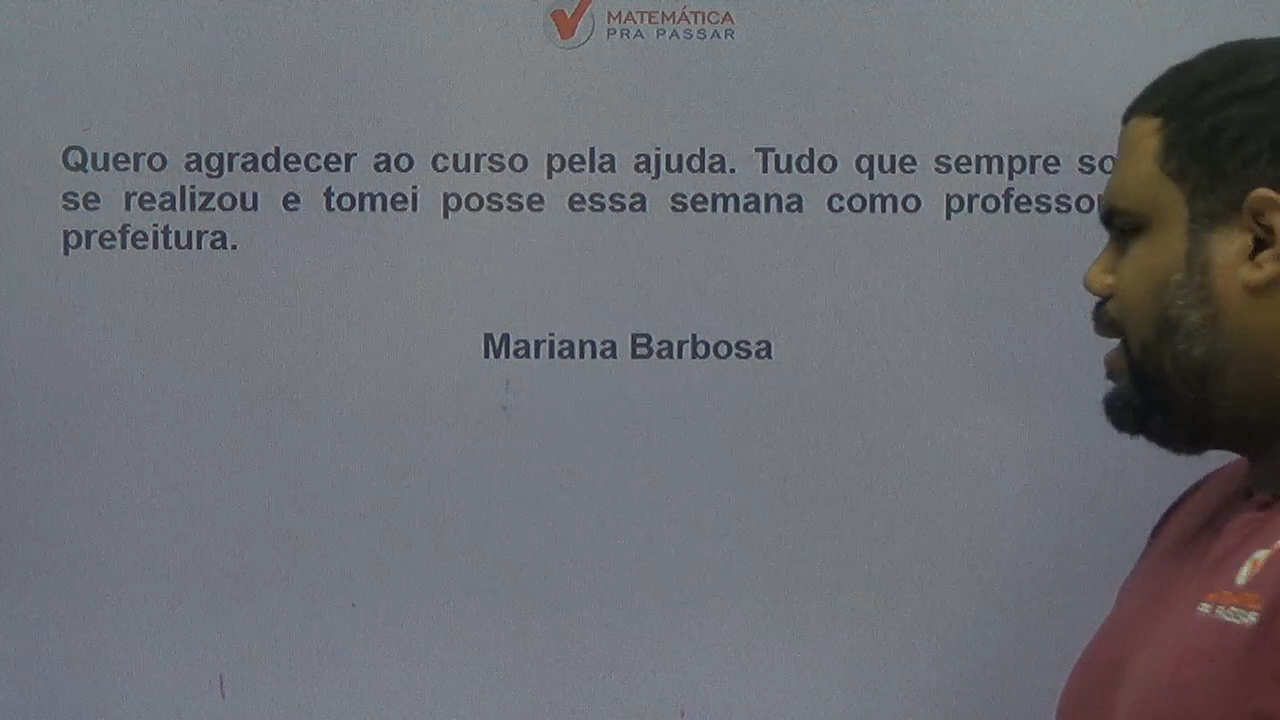 MATEMÁTICA
PRA PASSAR
Quero agradecer ao curso pela ajuda. Tudo que sempre
se realizou e tomei posse essa semana como
prefeitura.
Mariana Barbosa